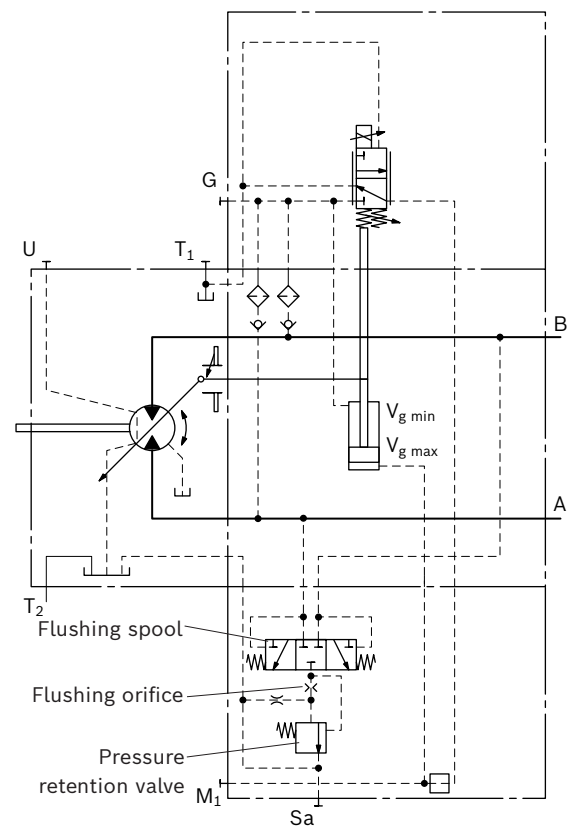 G
U
T1
B
Vg min
Vg max
A
T2
Flushing spool
Flushing orifice
Pressure
retention valve
M1
Sa